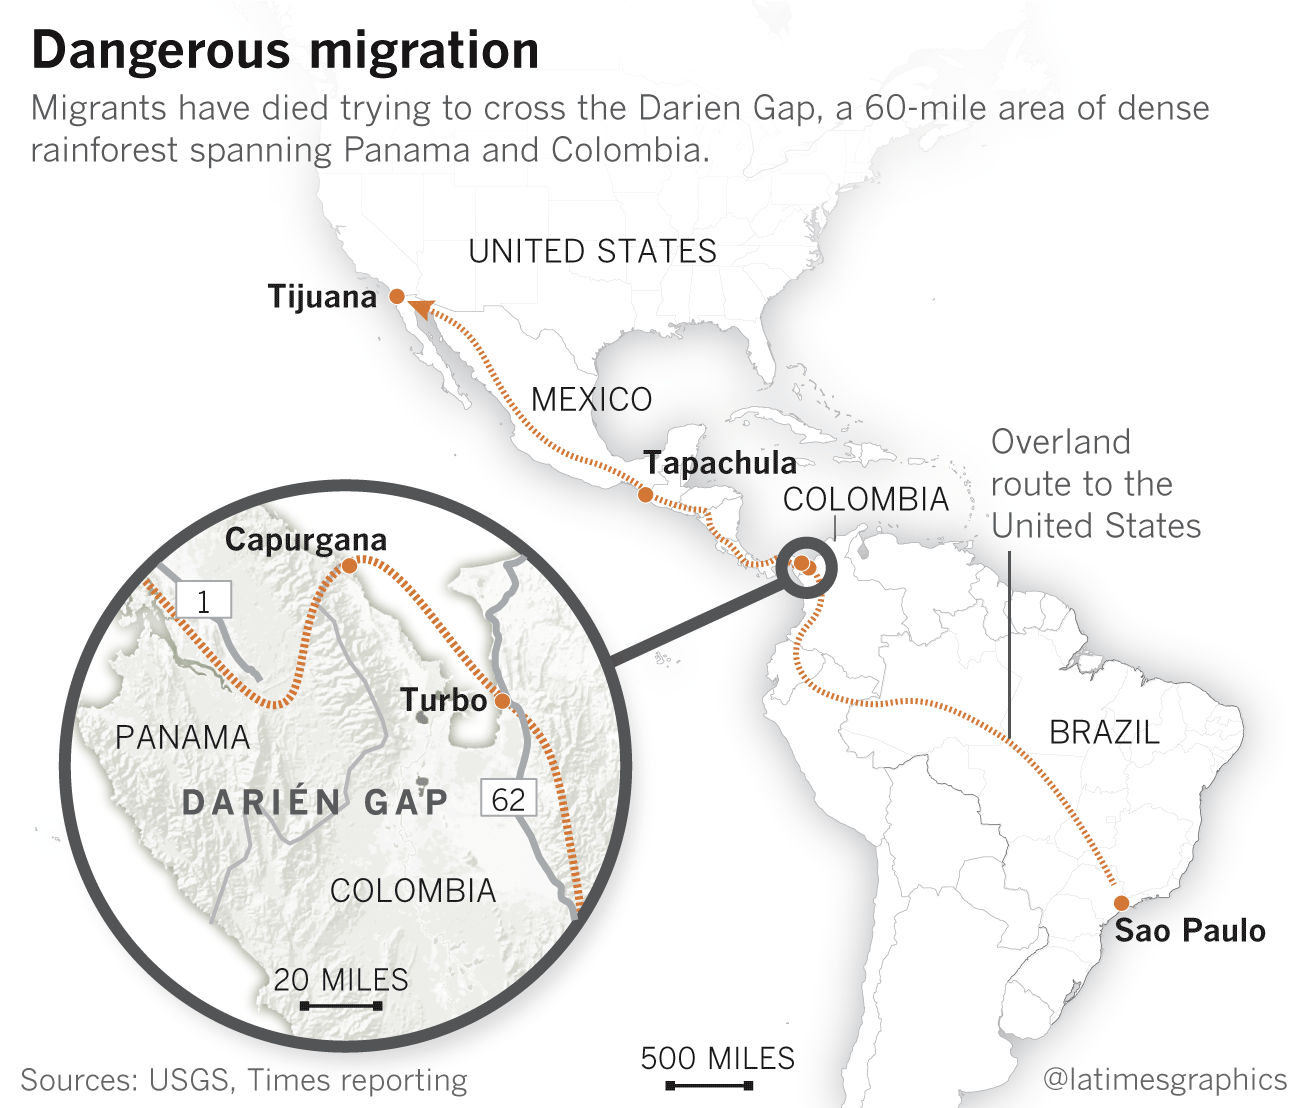 Dangerous migration
Migrants have died trying to cross the Darien Gap, a 60-mile area of dense
rainforest spanning Panama and Colombia.
UNITED STATES
Tijuana
MEXICO
Tapachula
COLOMBIA
Overland
route to the
United States
BRAZIL
Sao Paulo
Capurgana
1
Turbo
PANAMA
DARIÉN GAP
62
COLOMBIA
20 MILES
500 MILES
Sources: USGS, Times reporting
@latimesgraphics